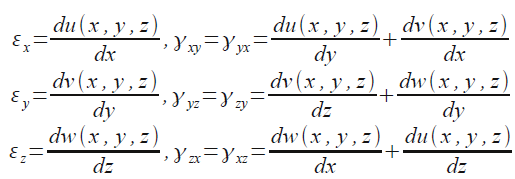 ε_x = du(x, y, z)/dx , γ_xy = γ_yx = du(x, y, z)/dy + dv(x, y, z)/dx
ε_y = dv(x, y, z)/dy , γ_yz = γ_zy = dv(x, y, z)/dz + dw(x, y, z)/dy
ε_z = dw(x, y, z)/dz , γ_zx = γ_xz = dw(x, y, z)/dx + du(x, y, z)/dz